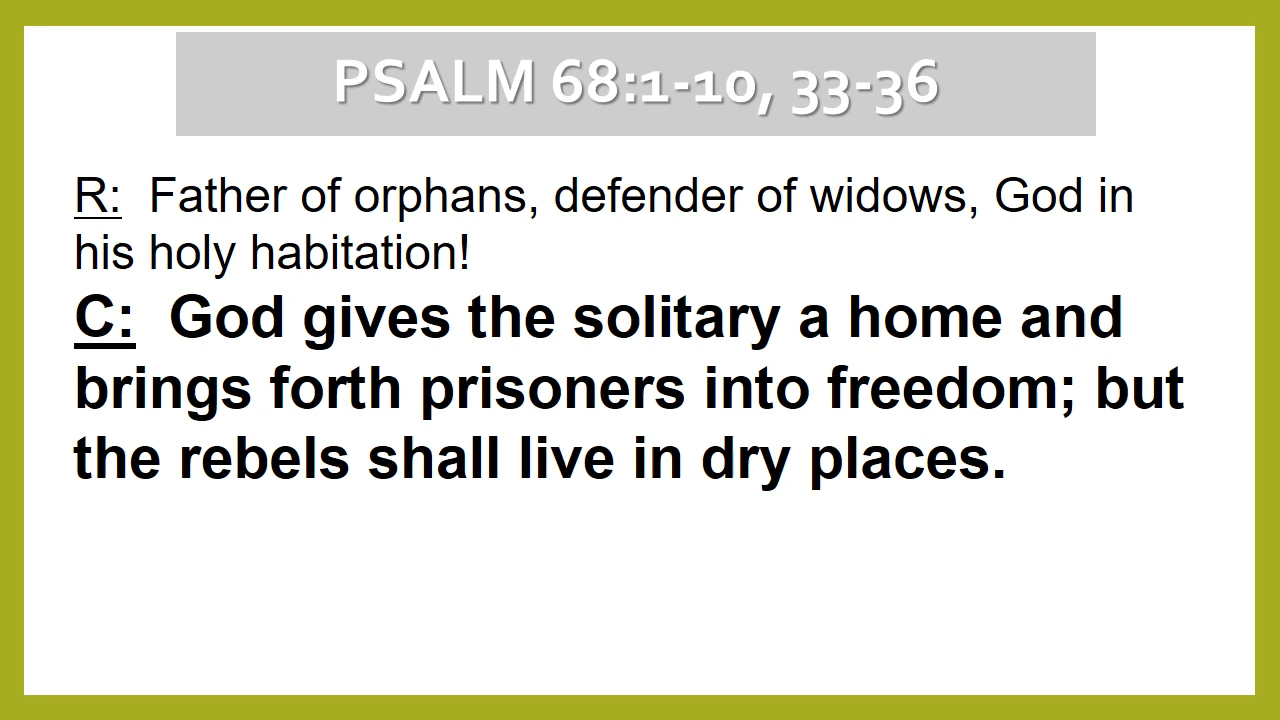 PSALM 68:1-10, 33-36
R:  Father of orphans, defender of widows, God in
his holy habitation!
C:  God gives the solitary a home and
brings forth prisoners into freedom; but
the rebels shall live in dry places.